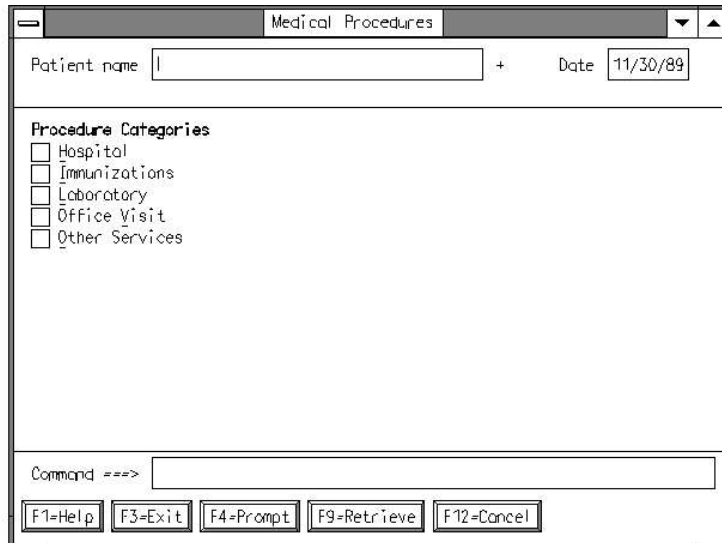 Medical Procedures
Patient name + Date 11/30/89
Procedure Categories
Hospital
Immunizations
Laboratory
Office Visit
Other Services
Command ===>
F1=Help F3=Exit F4=Prompt F9=Retrieve F12=Cancel